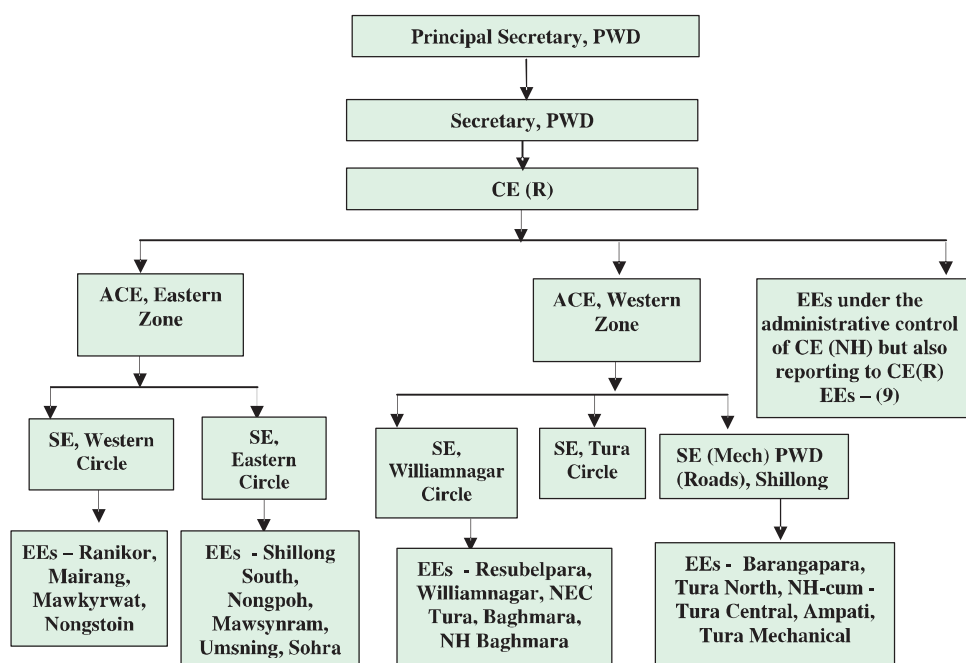 Principal Secretary, PWD
Secretary, PWD
CE (R)
ACE, Eastern
Zone
ACE, Western
Zone
EEs under the
administrative control
of CE (NH) but also
reporting to CE(R)
EEs – (9)
SE, Western
Circle
SE,
Eastern
Circle
SE,
Williamnagar
Circle
SE, Tura
Circle
SE (Mech) PWD
(Roads), Shillong
EEs – Ranikor,
Mairang,
Mawkyrwat,
Nongstoin
EEs - Shillong
South,
Nongpoh,
Mawsynram,
Umsning, Sohra
EEs - Resubelpara,
Williamnagar, NEC
Tura, Baghmara,
NH Baghmara
EEs - Barangapara,
Tura North, NH-cum -
Tura Central, Ampati,
Tura Mechanical